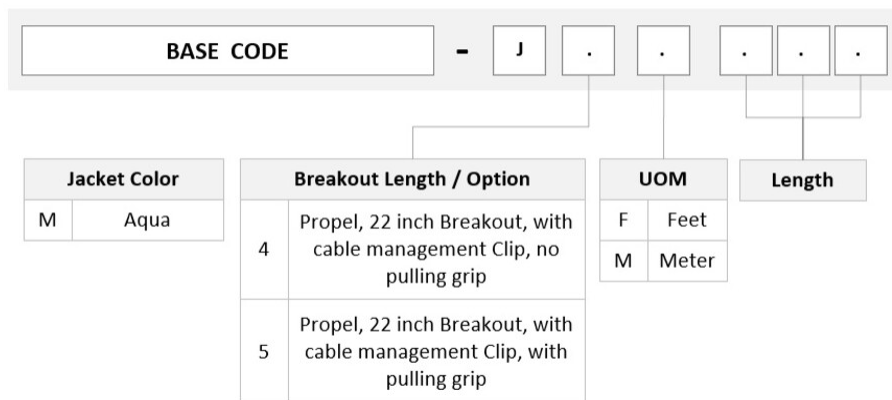 BASE CODE - J . . . . .
Jacket Color
M Aqua
Breakout Length / Option
4 Propel, 22 inch Breakout, with
cable management Clip, no
pulling grip
5 Propel, 22 inch Breakout, with
cable management Clip, with
pulling grip
UOM
F Feet
M Meter
Length